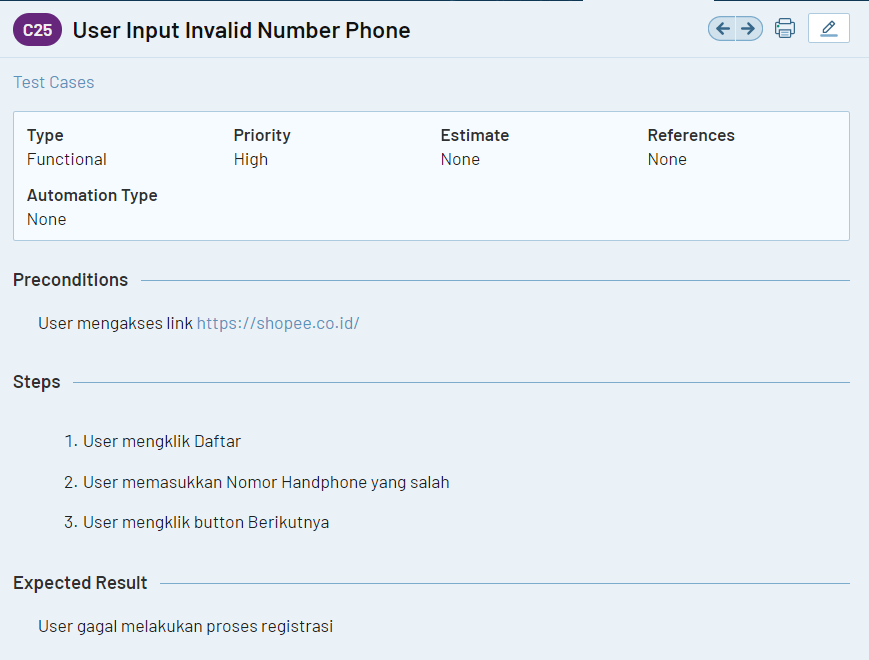 C25 User Input Invalid Number Phone
Test Cases
Type Priority Estimate References
Functional High None None
Automation Type
None
Preconditions
User mengakses link https://shopee.co.id/
Steps
1. User mengklik Daftar
2. User memasukkan Nomor Handphone yang salah
3. User mengklik button Berikutnya
Expected Result
User gagal melakukan proses registrasi